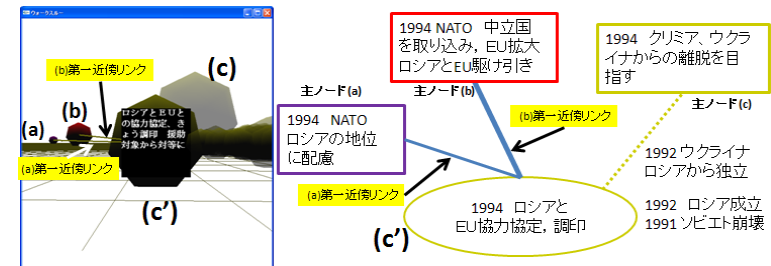 ウォークスルー
(b)第一近傍リンク
(c)
(b)
(a)
ロシアとＥＵと
の協力協定、き
ょう調印　援助
対象から対等に
(a)第一近傍リンク
(c’)
1994 NATO　中立国
を取り込み，EU拡大
ロシアとEU駆け引き
主ノード(b)
1994　クリミア、ウクラ
イナからの離脱を目
指す
主ノード(c)
主ノード(a)
1994　NATO
ロシアの地位
に配慮
(b)第一近傍リンク
(a)第一近傍リンク
1992 ウクライナ
ロシアから独立
1994　ロシアと
EU協力協定，調印
(c’)
1992　ロシア成立
1991 ソビエト崩壊